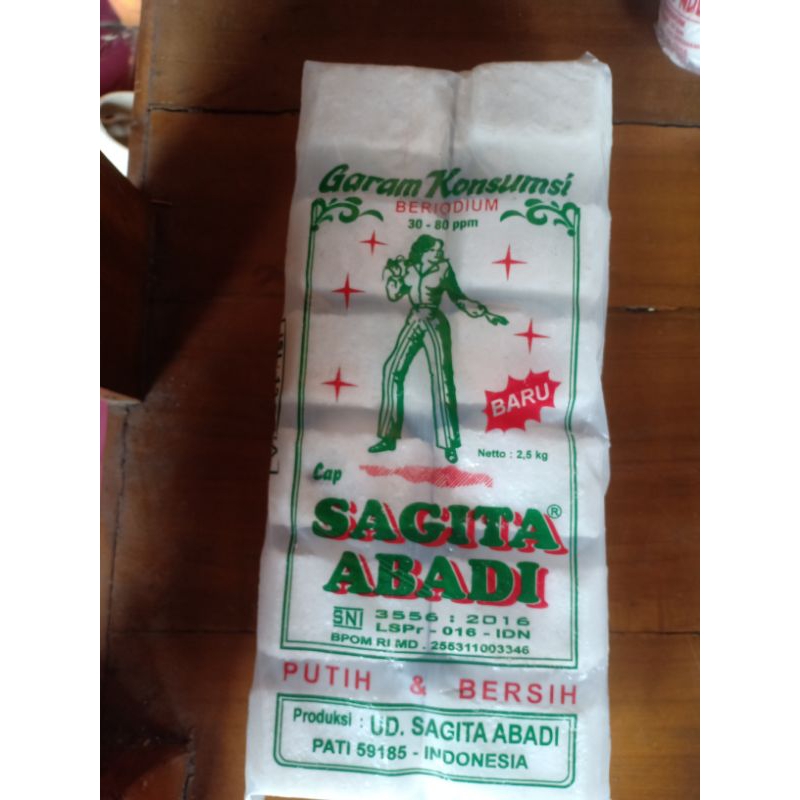 Garam Konsumsi
BERIODIUM
30 - 80 ppm
BARU
Netto : 2,5 kg
Cap
SAGITA®
ABADI
SNI 3556 : 2016
LSPr - 016 - IDN
BPOM RI MD . 255311003346
PUTIH & BERSIH
Produksi : UD. SAGITA ABADI
PATI 59185 - INDONESIA